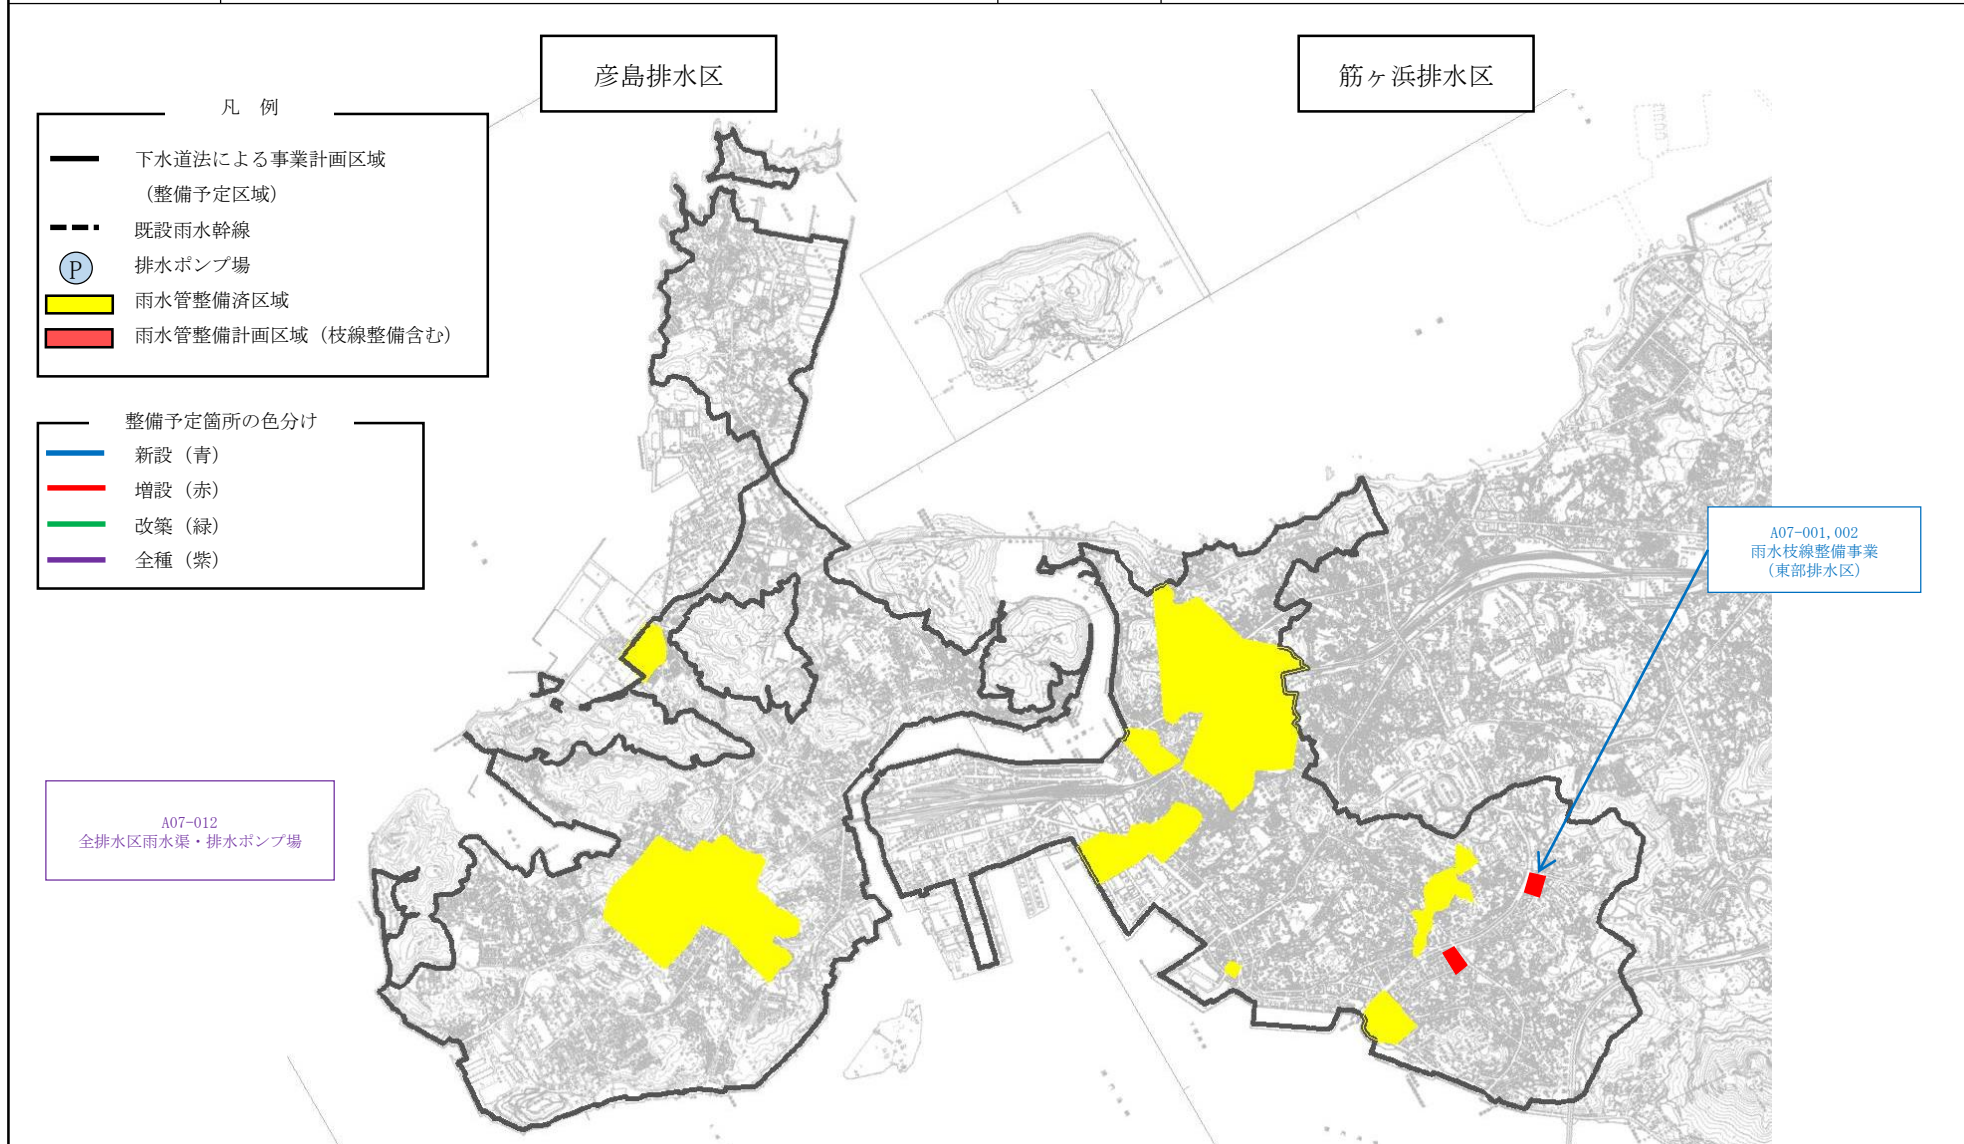 彦島排水区
筋ヶ浜排水区
凡 例
下水道法による事業計画区域
（整備予定区域）
既設雨水幹線
P
排水ポンプ場
雨水管整備済区域
雨水管整備計画区域（枝線整備含む）
整備予定箇所の色分け
新設（青）
増設（赤）
改築（緑）
全種（紫）
A07-001,002
雨水枝線整備事業
（東部排水区）
A07-012
全排水区雨水渠・排水ポンプ場